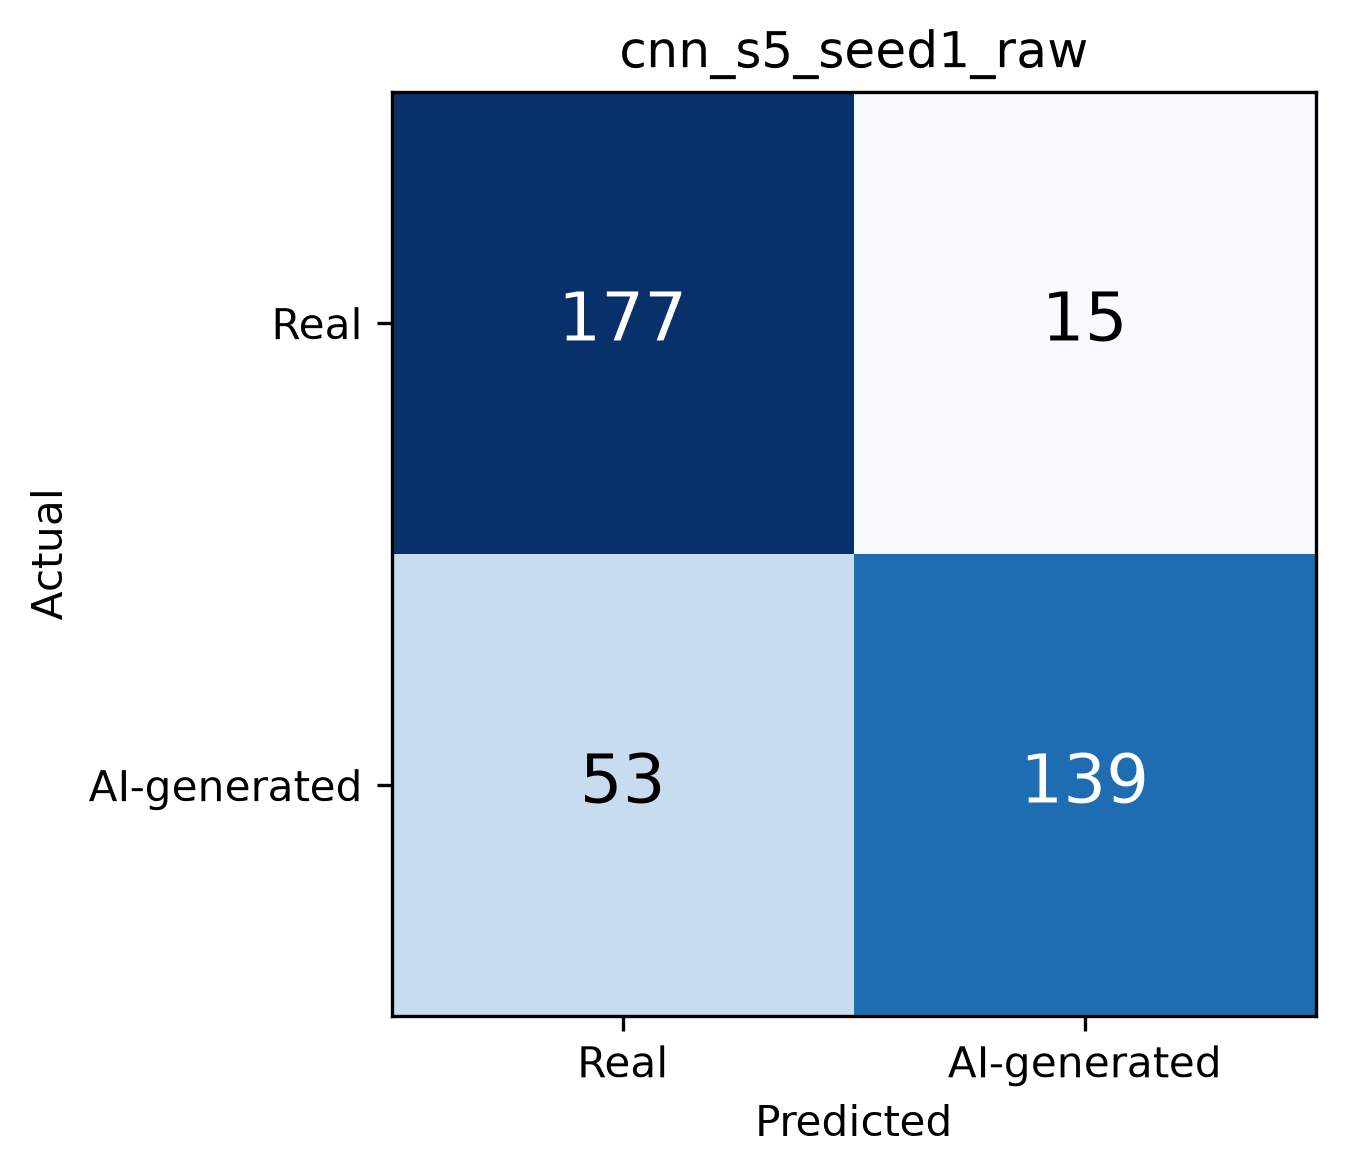 cnn_s5_seed1_raw
Actual
Real
177
15
AI-generated
53
139
Real
AI-generated
Predicted